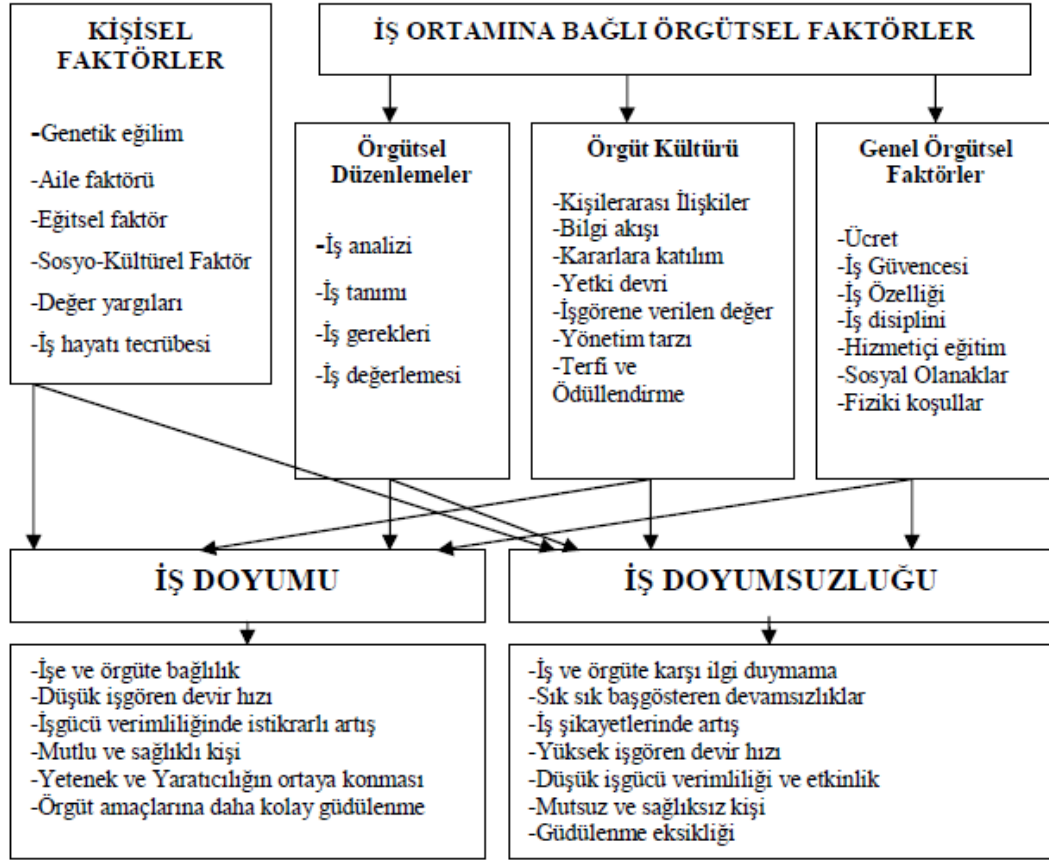 KİŞİSEL
FAKTÖRLER
-Genetik eğilim
-Aile faktörü
-Eğitsel faktör
-Sosyo-Kültürel Faktör
-Değer yargıları
-İş hayatı tecrübesi
İŞ ORTAMINA BAĞLI ÖRGÜTSEL FAKTÖRLER
Örgütsel
Düzenlemeler
-İş analizi
-İş tanımı
-İş gerekleri
-İş değerlemesi
Örgüt Kültürü
-Kişilerarası İlişkiler
-Bilgi akışı
-Kararlara katılım
-Yetki devri
-İşgörene verilen değer
-Yönetim tarzı
-Terfi ve
Ödüllendirme
Genel Örgütsel
Faktörler
-Ücret
-İş Güvencesi
-İş Özelliği
-İş disiplini
-Hizmetiçi eğitim
-Sosyal Olanaklar
-Fiziki koşullar
İŞ DOYUMU
-İşe ve örgüte bağlılık
-Düşük işgören devir hızı
-İşgücü verimliliğinde istikrarlı artış
-Mutlu ve sağlıklı kişi
-Yetenek ve Yaratıcılığın ortaya konması
-Örgüt amaçlarına daha kolay güdülenme
İŞ DOYUMSUZLUĞU
-İş ve örgüte karşı ilgi duymama
-Sık sık başgösteren devamsızlıklar
-İş şikayetlerinde artış
-Yüksek işgören devir hızı
-Düşük işgücü verimliliği ve etkinlik
-Mutsuz ve sağlıksız kişi
-Güdülenme eksikliği